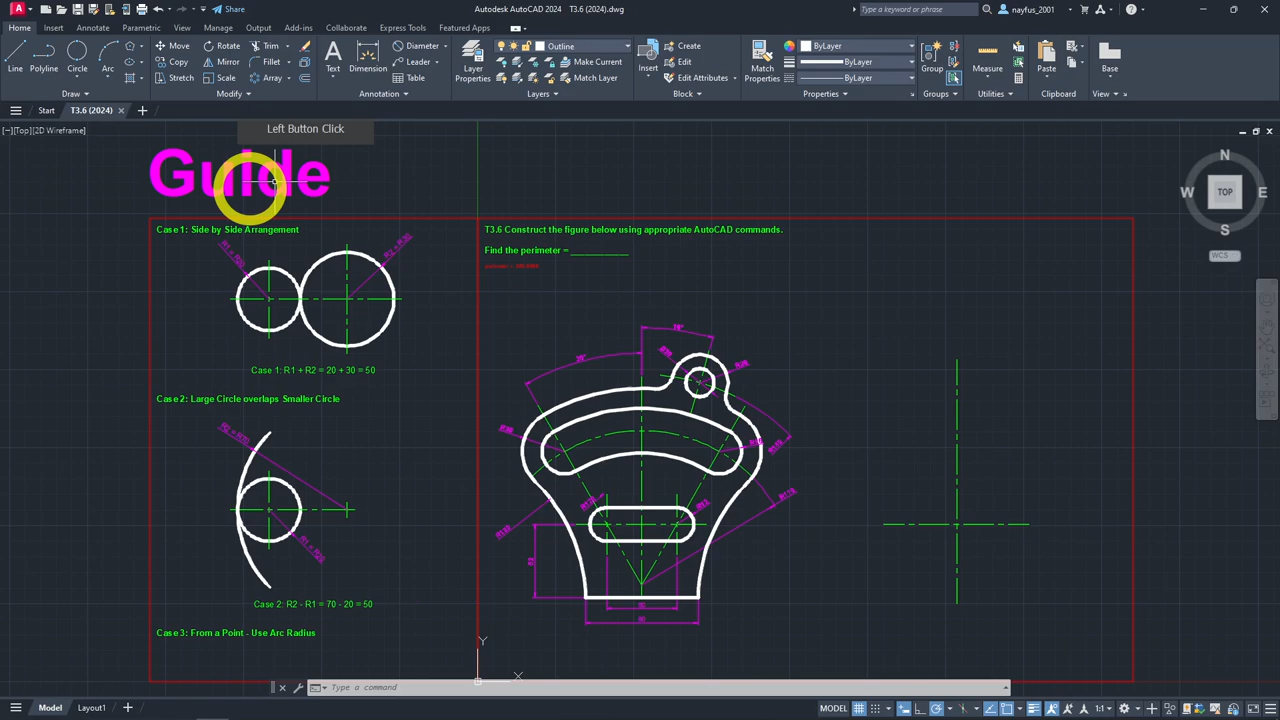 Share
Autodesk AutoCAD 2024 T3.6 (2024).dwg
Type a keyword or phrase
nayfus_2001
Home Insert Annotate Parametric View Manage Output Add-ins Collaborate Express Tools Featured Apps
Line Polyline Circle Arc
Move Rotate Trim
Copy Mirror Fillet
Stretch Scale Array
Text Dimension
Diameter
Leader
Table
Layer Properties
Outline
Make Current
Match Layer
Insert
Create
Edit
Edit Attributes
Match Properties
ByLayer
ByLayer
ByLayer
Group
Measure
Paste
Base
Draw Modify Annotation Layers Block Properties Groups Utilities Clipboard View
Start T3.6 (2024)
[–][Top][2D Wireframe]
Left Button Click
Guide
N
W TOP E
S
WCS
Case 1: Side by Side Arrangement
Case 1: R1 + R2 = 20 + 30 = 50
Case 2: Large Circle overlaps Smaller Circle
Case 2: R2 - R1 = 70 - 20 = 50
Case 3: From a Point - Use Arc Radius
T3.6 Construct the figure below using appropriate AutoCAD commands.
Find the perimeter = ____________
Y
X
Type a command
Model Layout1
MODEL
1:1